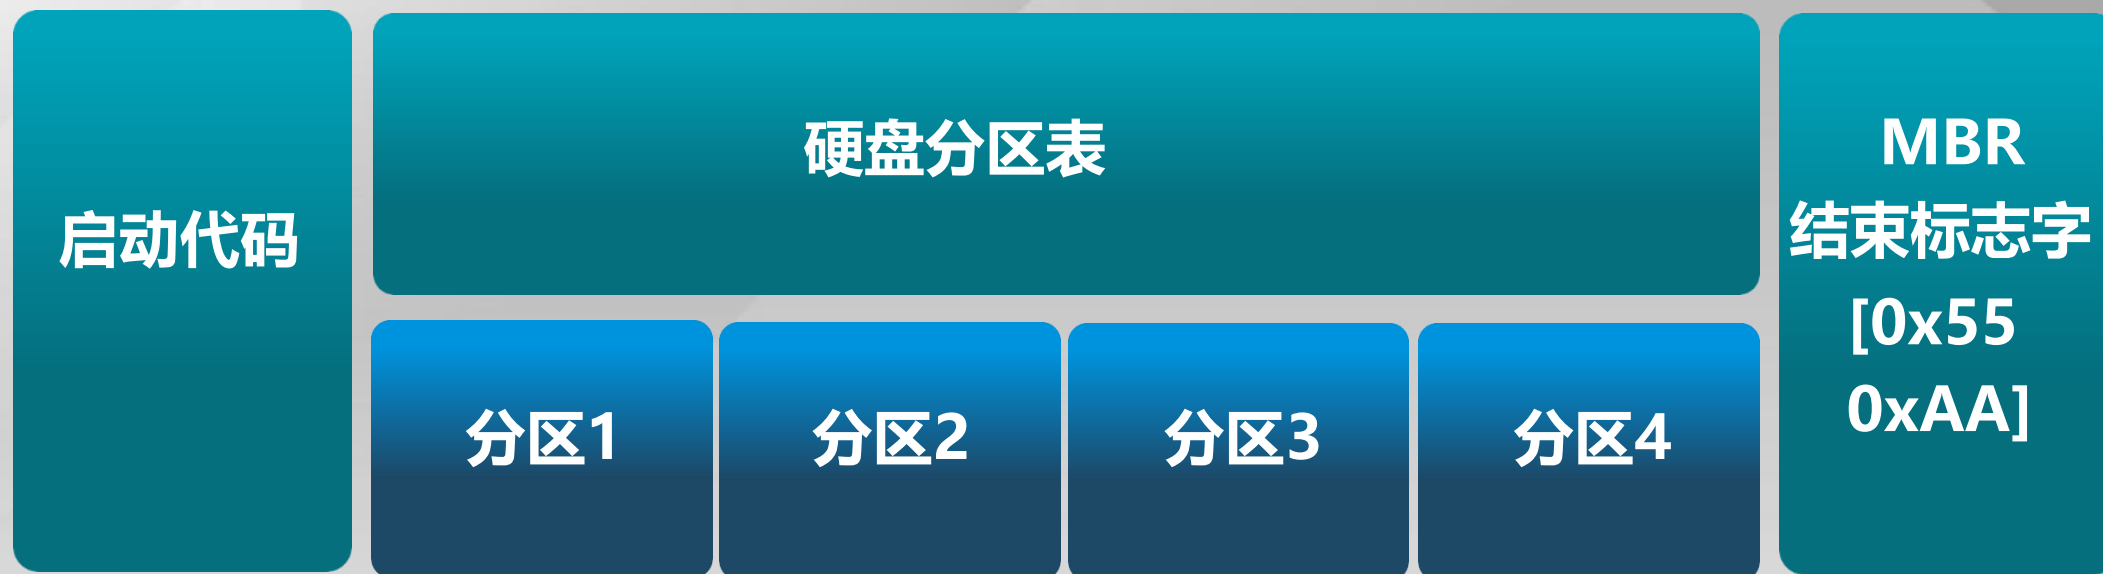 启动代码
硬盘分区表
分区1
分区2
分区3
分区4
MBR
结束标志字
[0x55
0xAA]